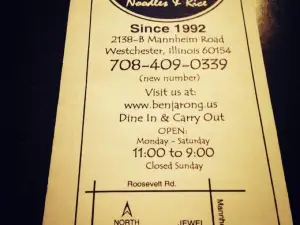 Noodles & Rice
Since 1992
2138-B Mannheim Road
Westchester, Illinois 60154
708-409-0339
(new number)
Visit us at:
www.benjarong.us
Dine In & Carry Out
OPEN:
Monday - Saturday
11:00 to 9:00
Closed Sunday
Roosevelt Rd.
NORTH
JEWEL
Mannh